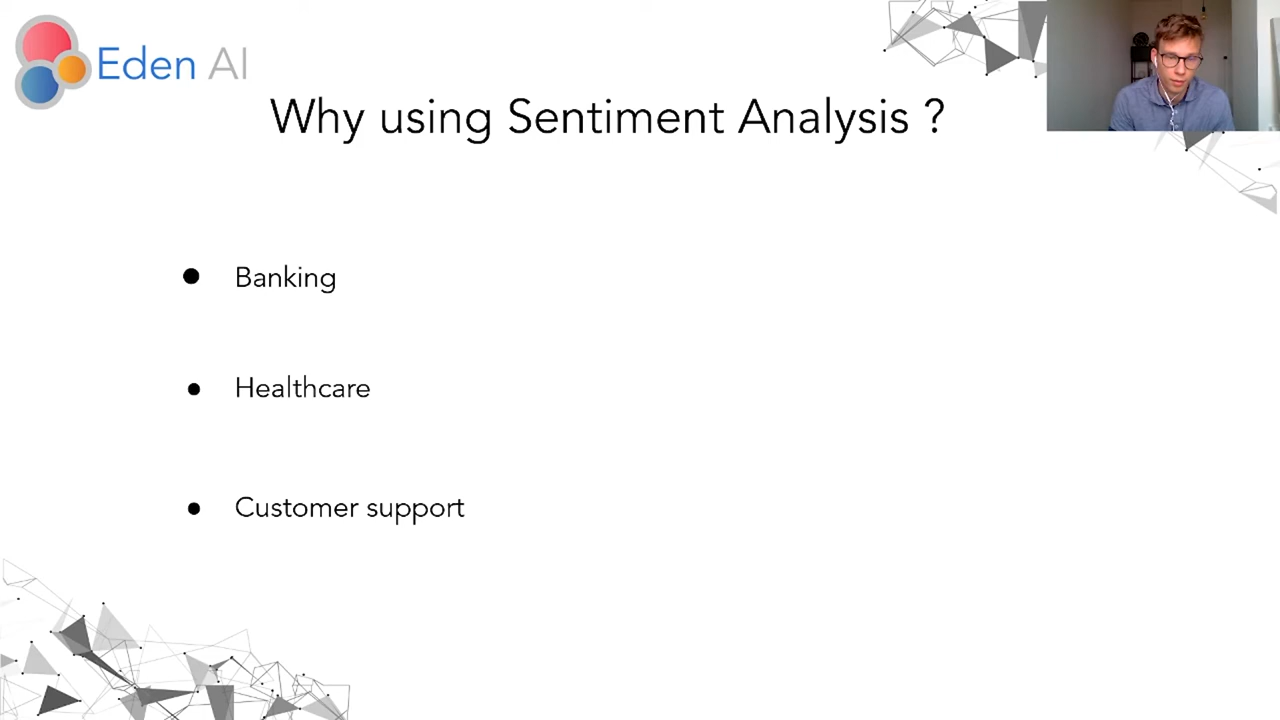 Eden AI
Why using Sentiment Analysis ?
● Banking
● Healthcare
● Customer support